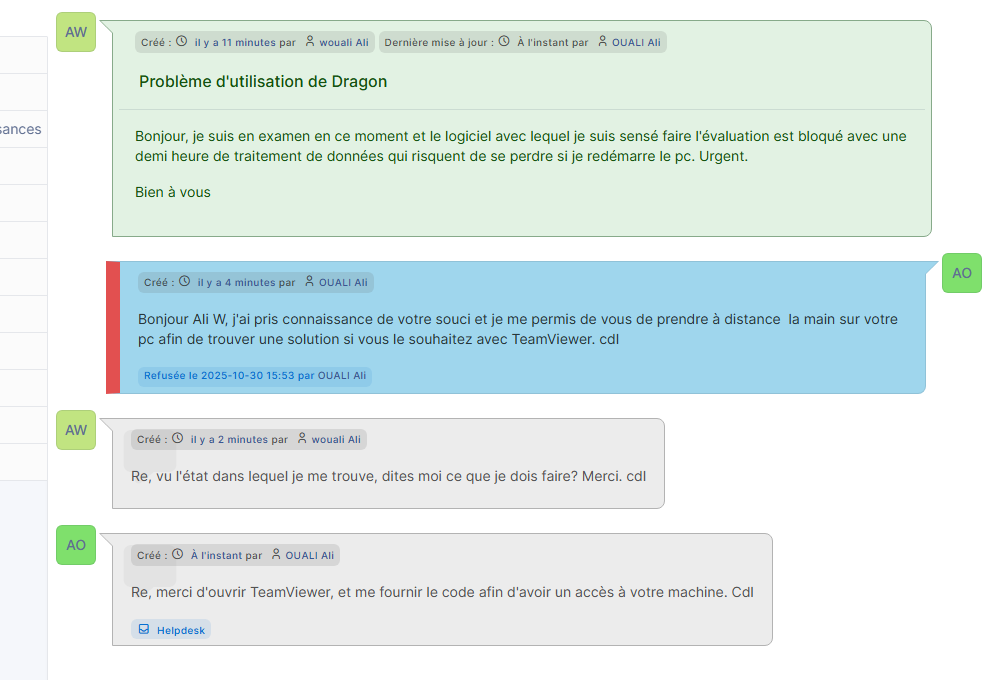 AW
Créé : il y a 11 minutes par wouali Ali Dernière mise à jour : À l'instant par OUALI Ali
Problème d'utilisation de Dragon
sances
Bonjour, je suis en examen en ce moment et le logiciel avec lequel je suis sensé faire l'évaluation est bloqué avec une
demi heure de traitement de données qui risquent de se perdre si je redémarre le pc. Urgent.
Bien à vous
AO
Créé : il y a 4 minutes par OUALI Ali
Bonjour Ali W, j'ai pris connaissance de votre souci et je me permis de vous de prendre à distance la main sur votre
pc afin de trouver une solution si vous le souhaitez avec TeamViewer. cdl
Refusée le 2025-10-30 15:53 par OUALI Ali
AW
Créé : il y a 2 minutes par wouali Ali
Re, vu l'état dans lequel je me trouve, dites moi ce que je dois faire? Merci. cdl
AO
Créé : À l'instant par OUALI Ali
Re, merci d'ouvrir TeamViewer, et me fournir le code afin d'avoir un accès à votre machine. Cdl
Helpdesk